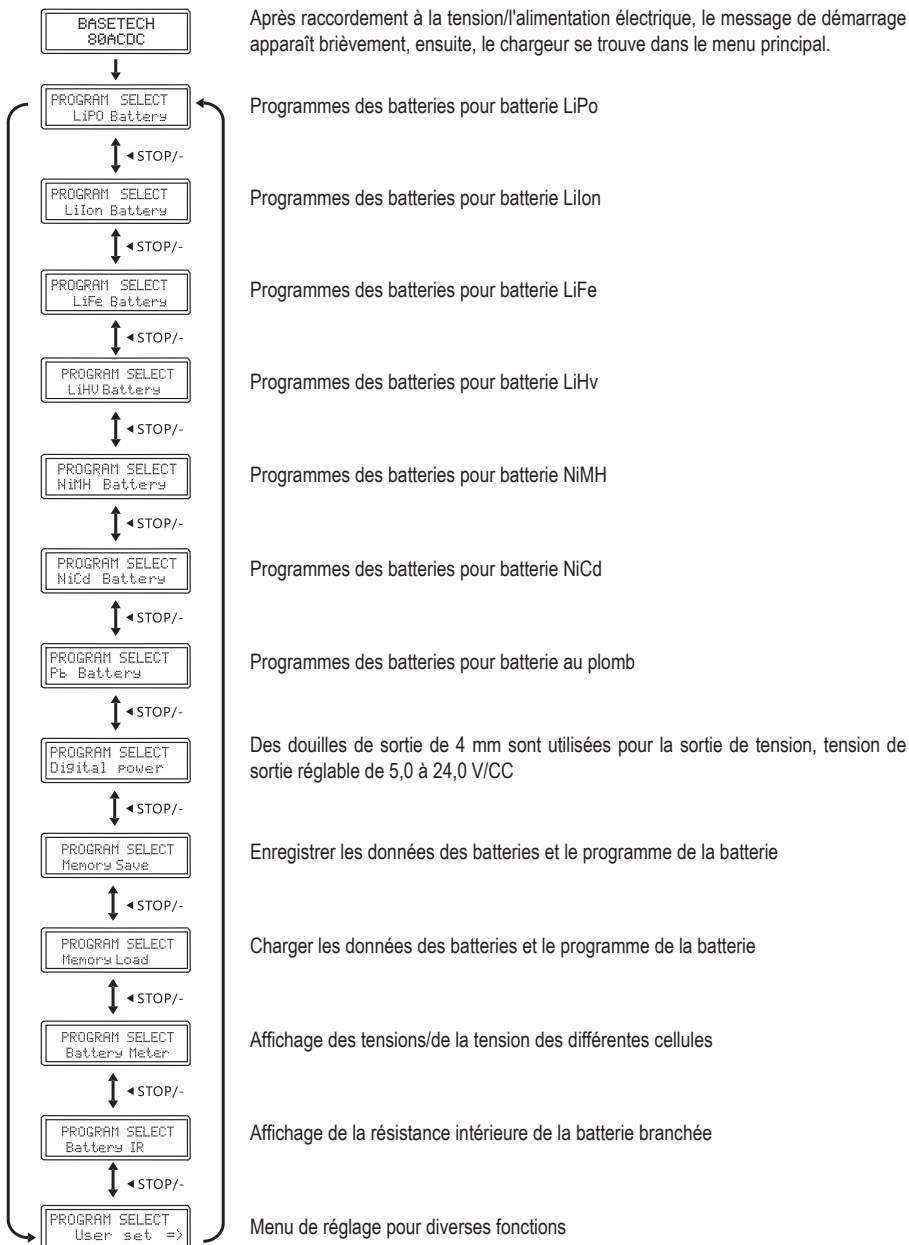 BASETECH
80ACDC
Après raccordement à la tension/l'alimentation électrique, le message de démarrage
apparaît brièvement, ensuite, le chargeur se trouve dans le menu principal.
PROGRAM SELECT
LiPO Battery
Programmes des batteries pour batterie LiPo
◄STOP/-
PROGRAM SELECT
LiIon Battery
Programmes des batteries pour batterie LiIon
◄STOP/-
PROGRAM SELECT
LiFe Battery
Programmes des batteries pour batterie LiFe
◄STOP/-
PROGRAM SELECT
LiHV Battery
Programmes des batteries pour batterie LiHv
◄STOP/-
PROGRAM SELECT
NiMH Battery
Programmes des batteries pour batterie NiMH
◄STOP/-
PROGRAM SELECT
NiCd Battery
Programmes des batteries pour batterie NiCd
◄STOP/-
PROGRAM SELECT
Pb Battery
Programmes des batteries pour batterie au plomb
◄STOP/-
PROGRAM SELECT
Digital power
Des douilles de sortie de 4 mm sont utilisées pour la sortie de tension, tension de
sortie réglable de 5,0 à 24,0 V/CC
◄STOP/-
PROGRAM SELECT
Memory Save
Enregistrer les données des batteries et le programme de la batterie
◄STOP/-
PROGRAM SELECT
Memory Load
Charger les données des batteries et le programme de la batterie
◄STOP/-
PROGRAM SELECT
Battery Meter
Affichage des tensions/de la tension des différentes cellules
◄STOP/-
PROGRAM SELECT
Battery IR
Affichage de la résistance intérieure de la batterie branchée
◄STOP/-
PROGRAM SELECT
User set =>
Menu de réglage pour diverses fonctions